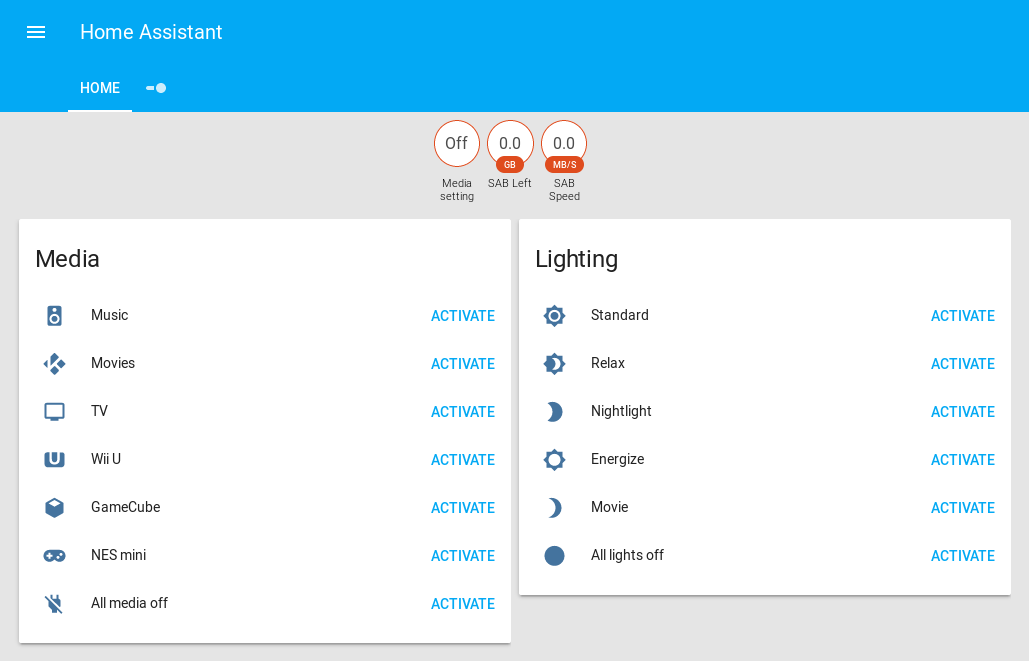 Home Assistant
HOME
Off
0.0
0.0
GB
MB/S
Media
setting
SAB Left
SAB
Speed
Media
Music ACTIVATE
Movies ACTIVATE
TV ACTIVATE
Wii U ACTIVATE
GameCube ACTIVATE
NES mini ACTIVATE
All media off ACTIVATE
Lighting
Standard ACTIVATE
Relax ACTIVATE
Nightlight ACTIVATE
Energize ACTIVATE
Movie ACTIVATE
All lights off ACTIVATE